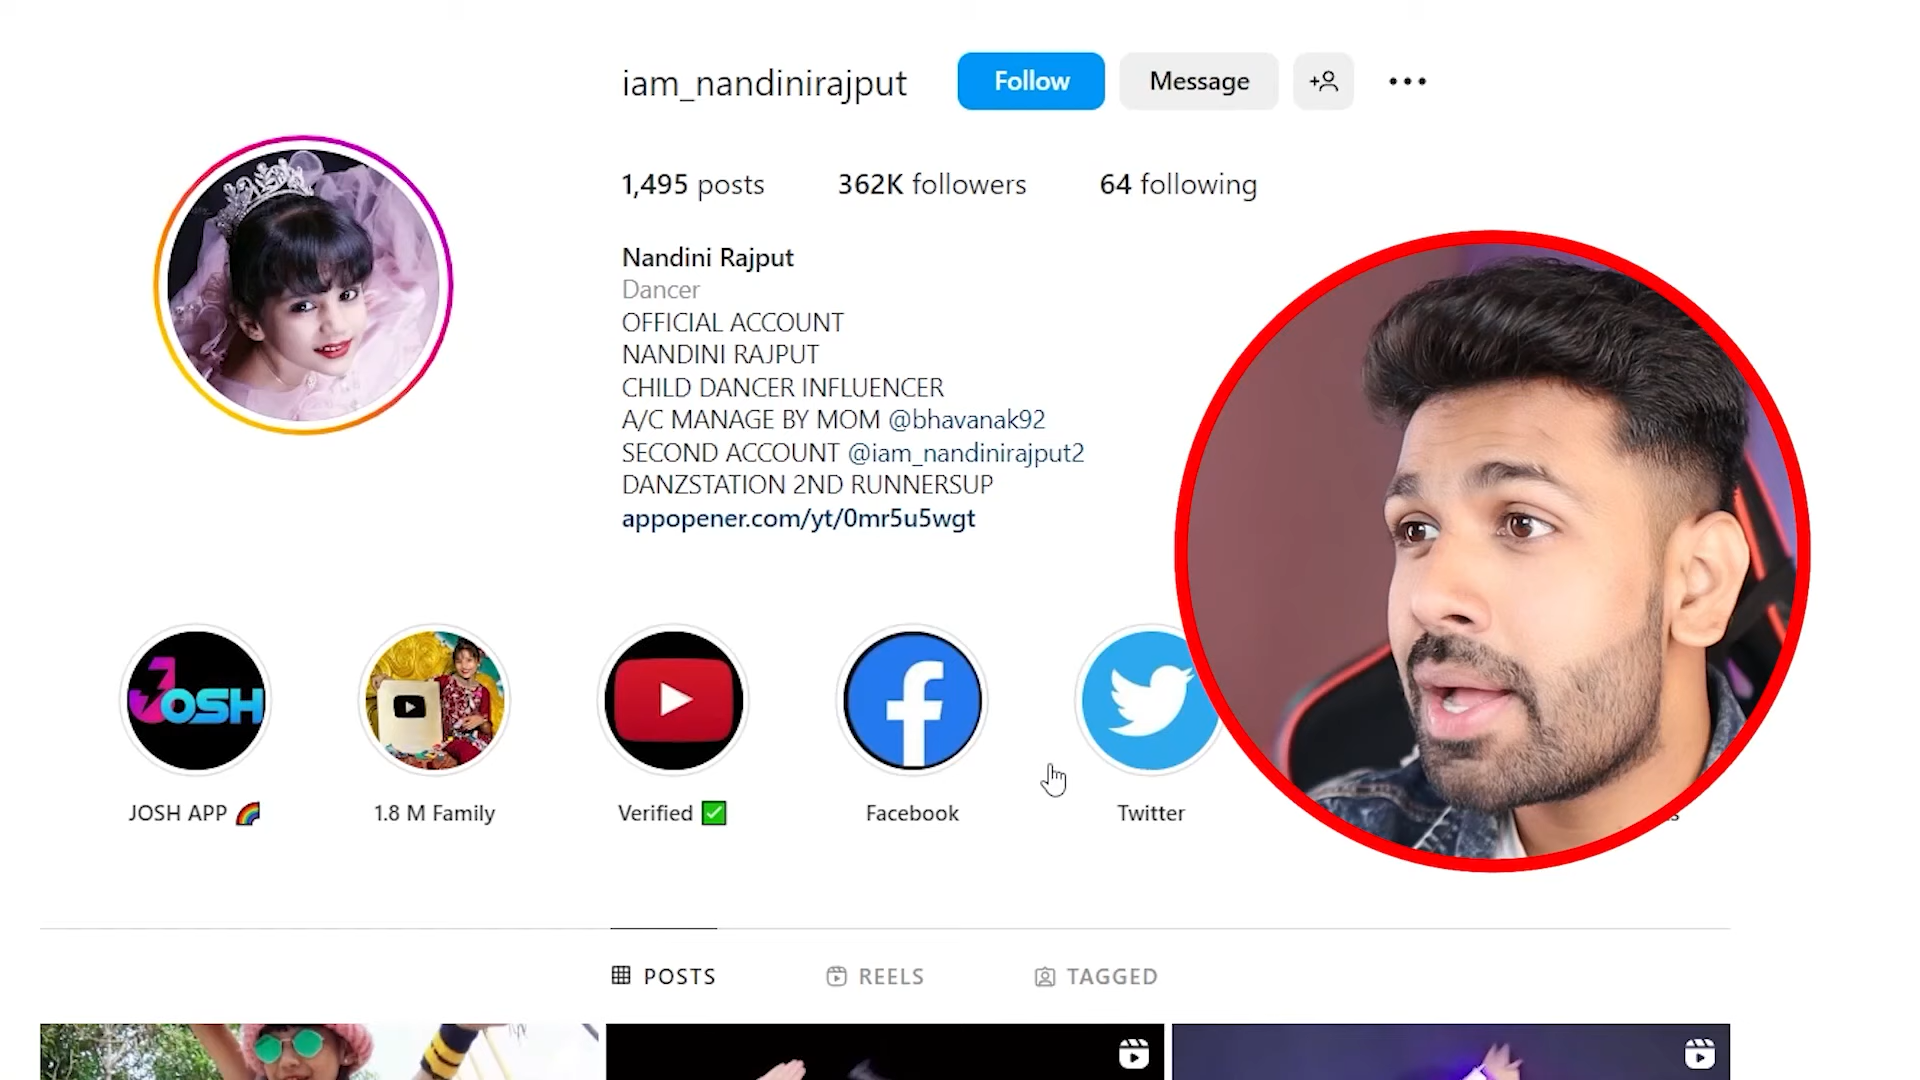 iam_nandinirajput
Follow
Message
1,495 posts
362K followers
64 following
Nandini Rajput
Dancer
OFFICIAL ACCOUNT
NANDINI RAJPUT
CHILD DANCER INFLUENCER
A/C MANAGE BY MOM @bhavanak92
SECOND ACCOUNT @iam_nandinirajput2
DANZSTATION 2ND RUNNERSUP
appopener.com/yt/0mr5u5wgt
JOSH
JOSH APP 🌈
1.8 M Family
Verified ✅
Facebook
Twitter
POSTS
REELS
TAGGED